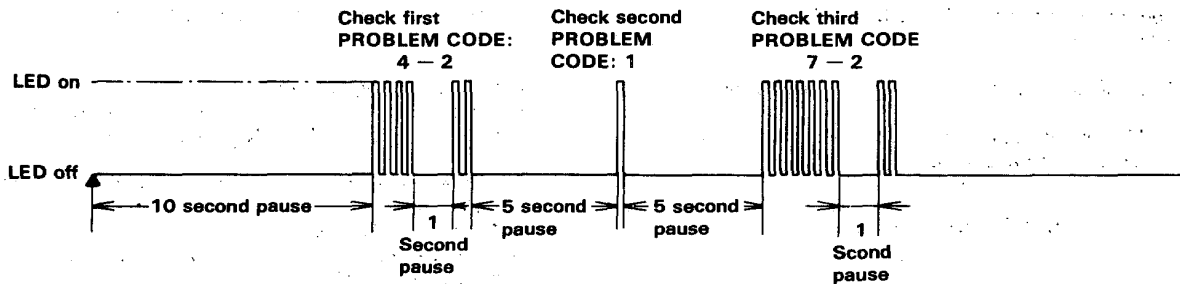 Check first
PROBLEM CODE:
4 — 2
Check second
PROBLEM
CODE: 1
Check third
PROBLEM CODE
7 — 2
LED on
LED off
10 second pause
1
Second
pause
5 second
pause
5 second
pause
1
Scond
pause